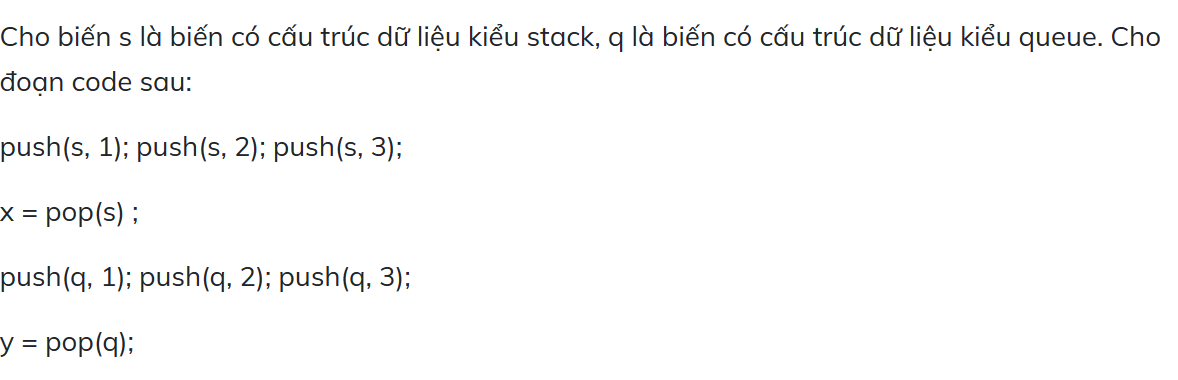 Cho biến s là biến có cấu trúc dữ liệu kiểu stack, q là biến có cấu trúc dữ liệu kiểu queue. Cho
đoạn code sau:
push(s, 1); push(s, 2); push(s, 3);
x = pop(s) ;
push(q, 1); push(q, 2); push(q, 3);
y = pop(q);